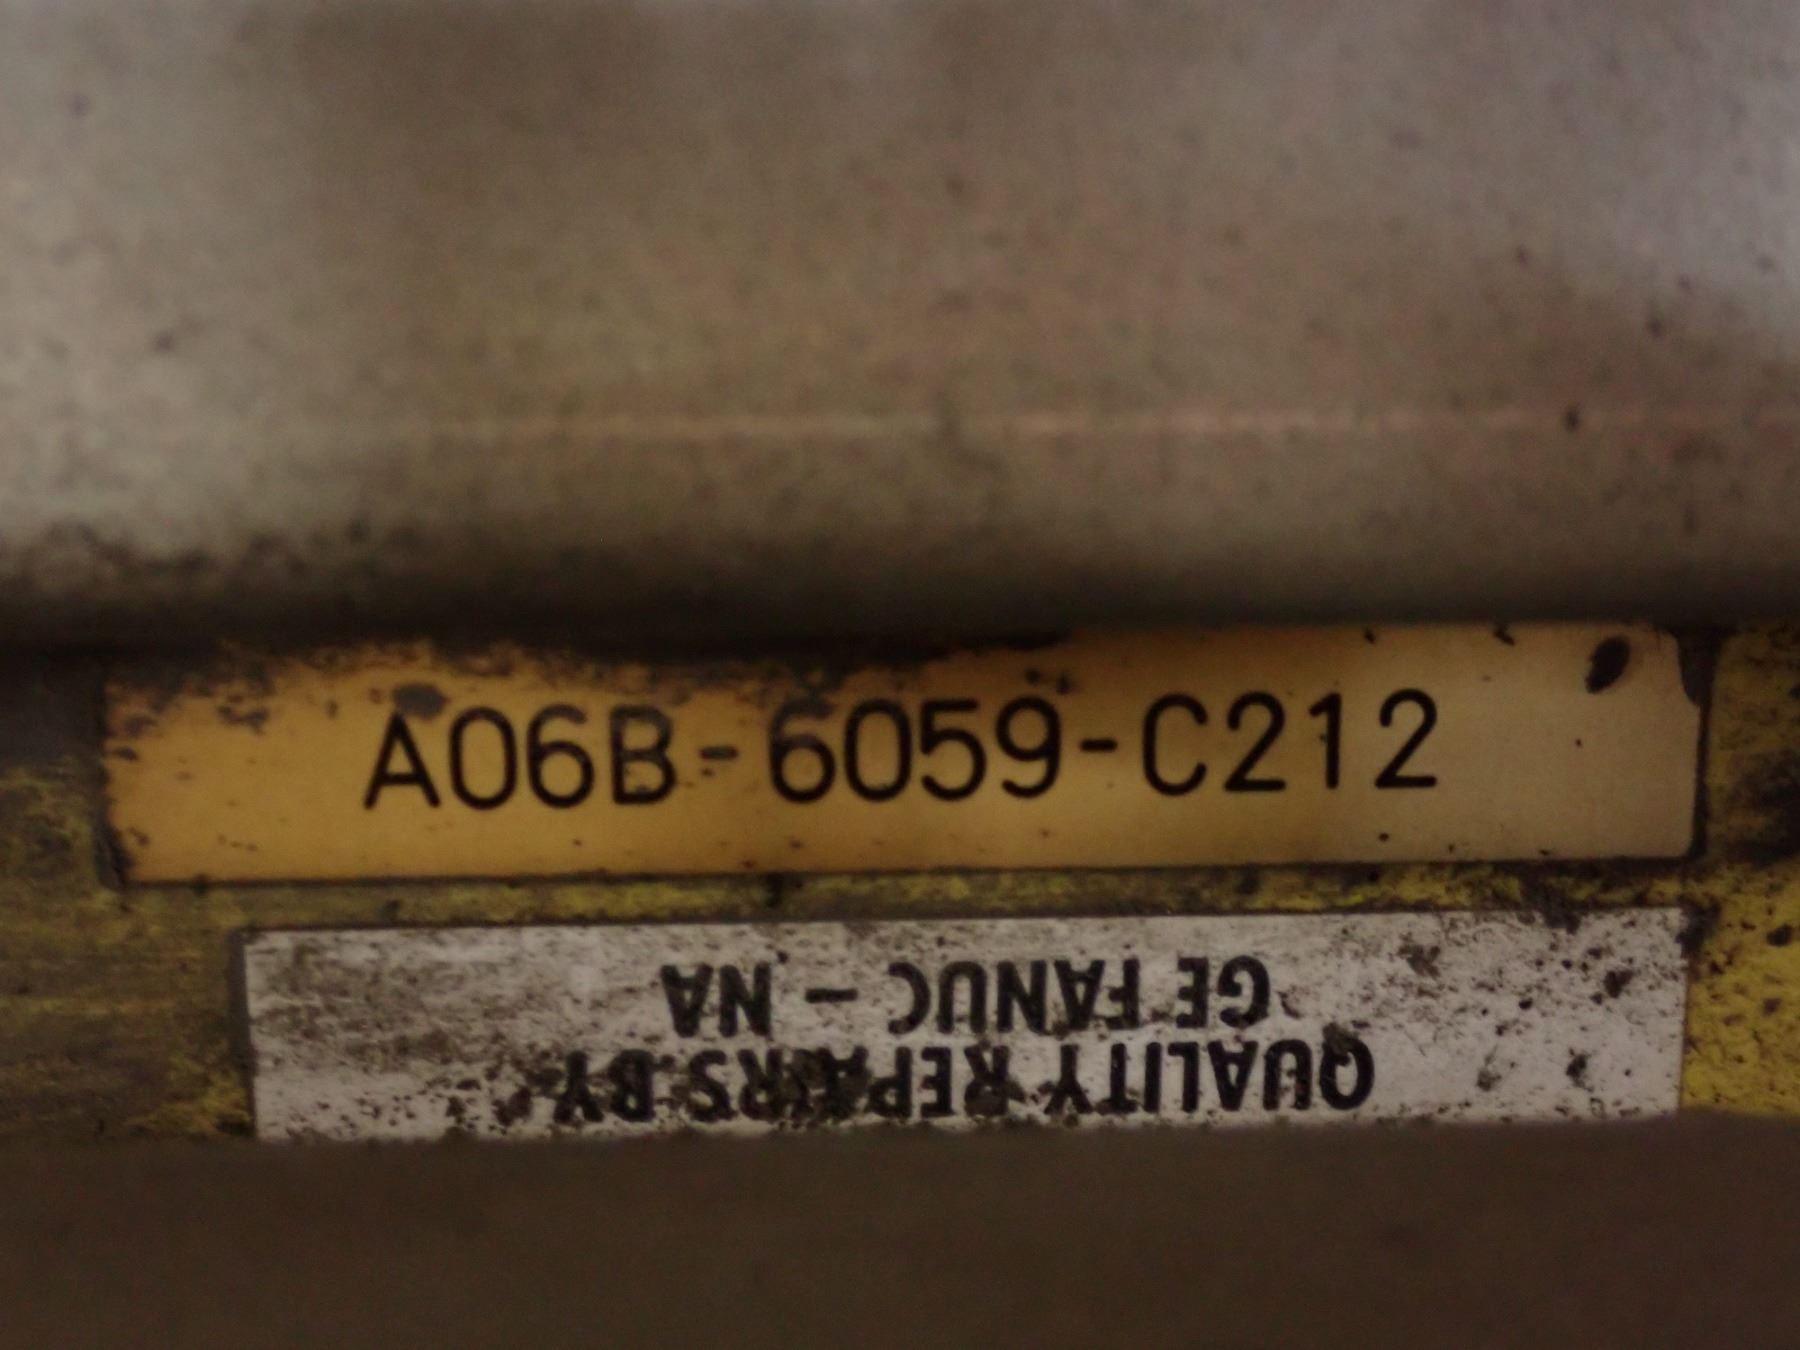 A06B-6059-C212
QUALITY REPAIRS BY
GE FANUC - NA